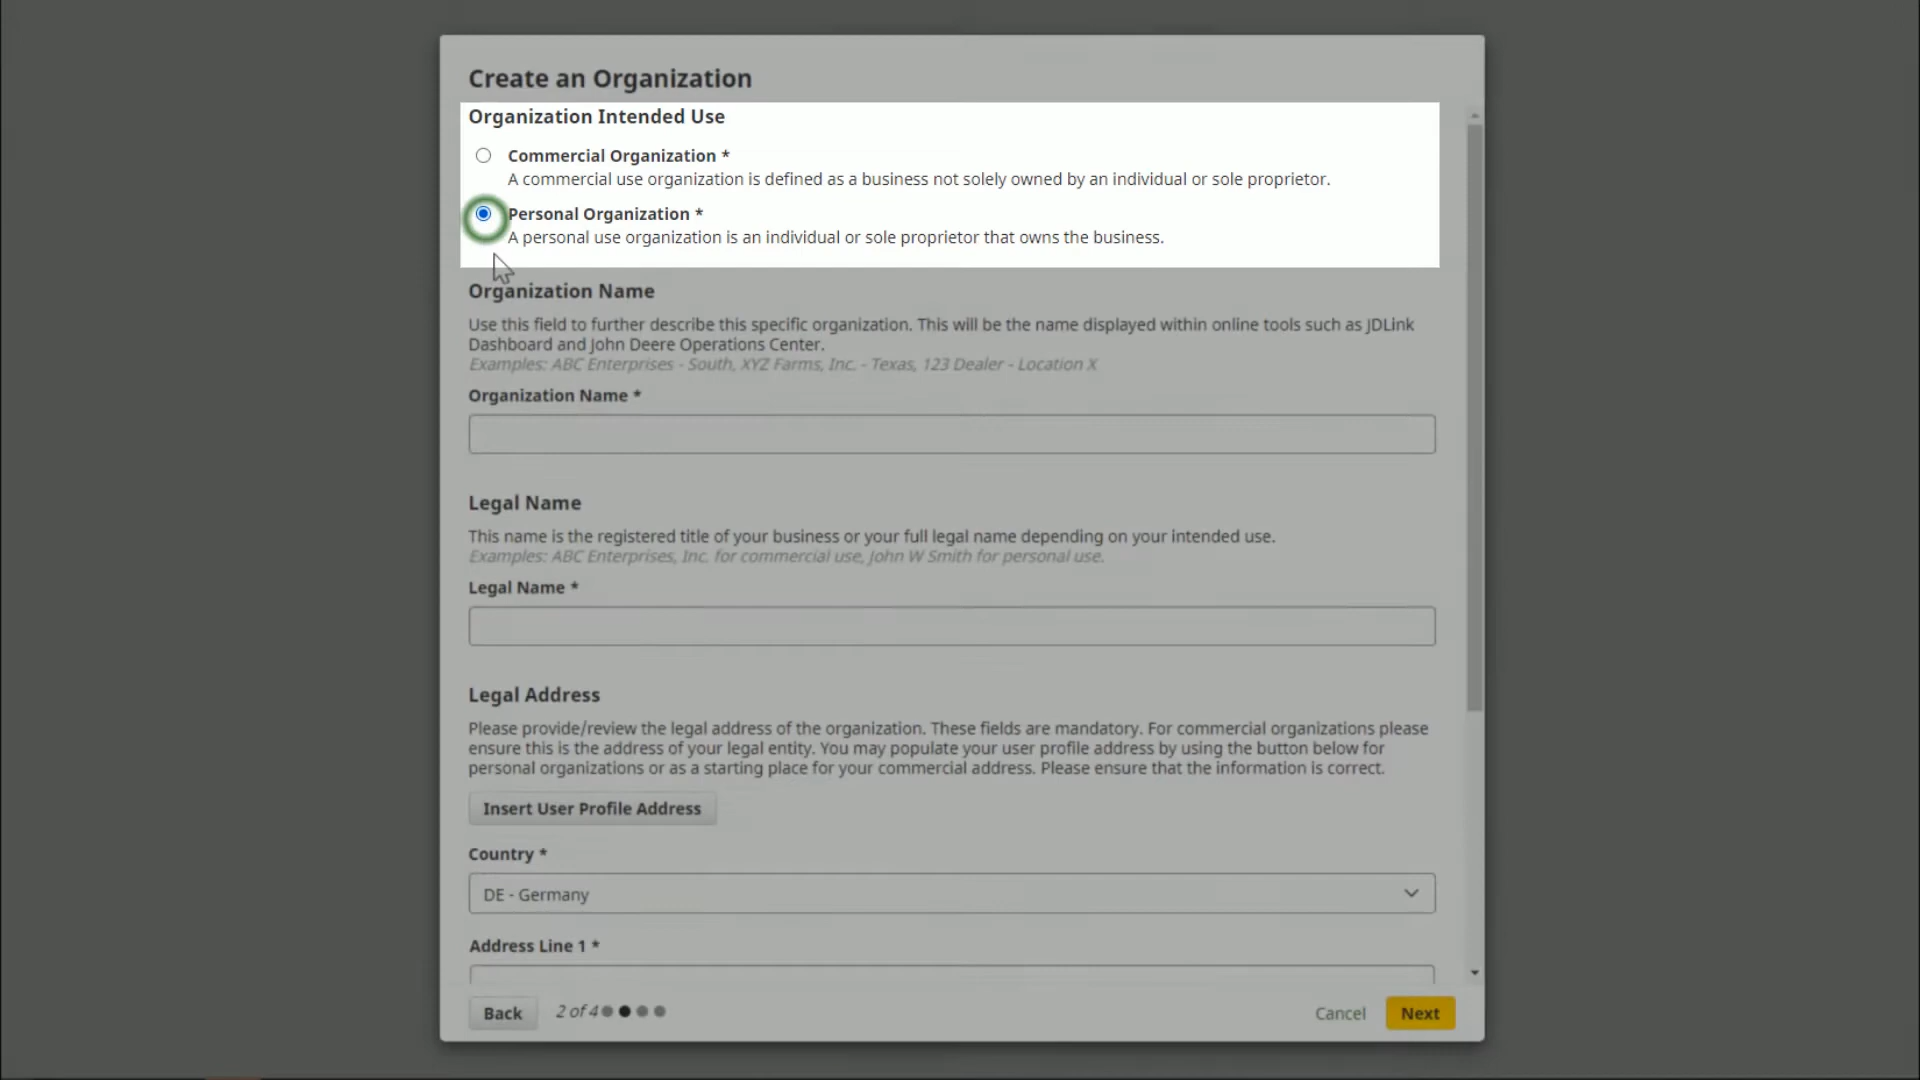 Create an Organization
Organization Intended Use
Commercial Organization *
A commercial use organization is defined as a business not solely owned by an individual or sole proprietor.
Personal Organization *
A personal use organization is an individual or sole proprietor that owns the business.
Organization Name
Use this field to further describe this specific organization. This will be the name displayed within online tools such as JDLink
Dashboard and John Deere Operations Center.
Examples: ABC Enterprises - South, XYZ Farms, Inc. - Texas, 123 Dealer - Location X
Organization Name *
Legal Name
This name is the registered title of your business or your full legal name depending on your intended use.
Examples: ABC Enterprises, Inc. for commercial use, John W Smith for personal use.
Legal Name *
Legal Address
Please provide/review the legal address of the organization. These fields are mandatory. For commercial organizations please
ensure this is the address of your legal entity. You may populate your user profile address by using the button below for
personal organizations or as a starting place for your commercial address. Please ensure that the information is correct.
Insert User Profile Address
Country *
DE - Germany
Address Line 1 *
Back 2 of 4 Cancel Next